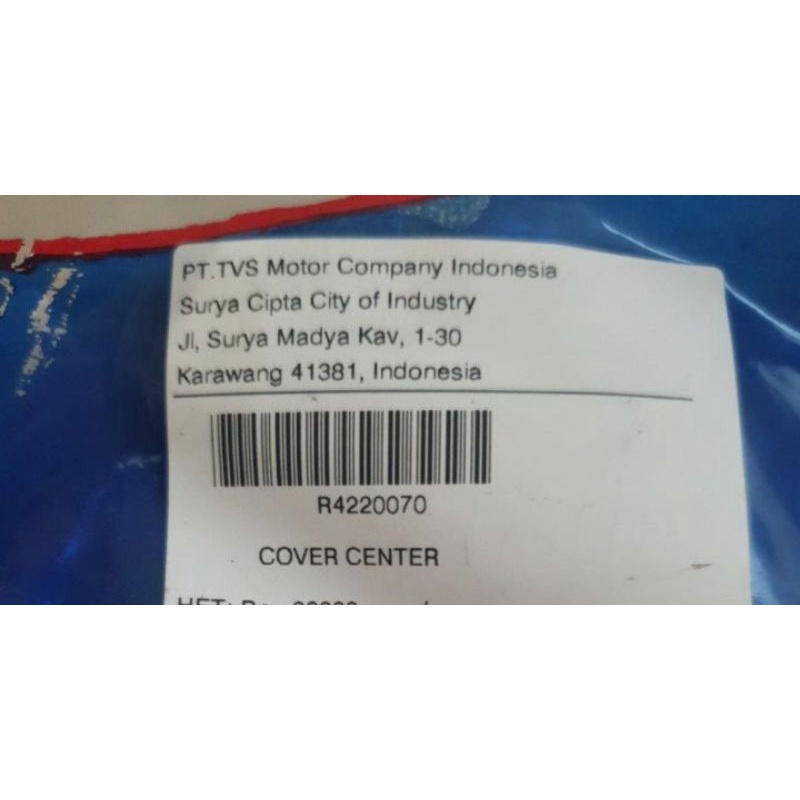 PT.TVS Motor Company Indonesia
Surya Cipta City of Industry
Jl, Surya Madya Kav, 1-30
Karawang 41381, Indonesia
R4220070
COVER CENTER